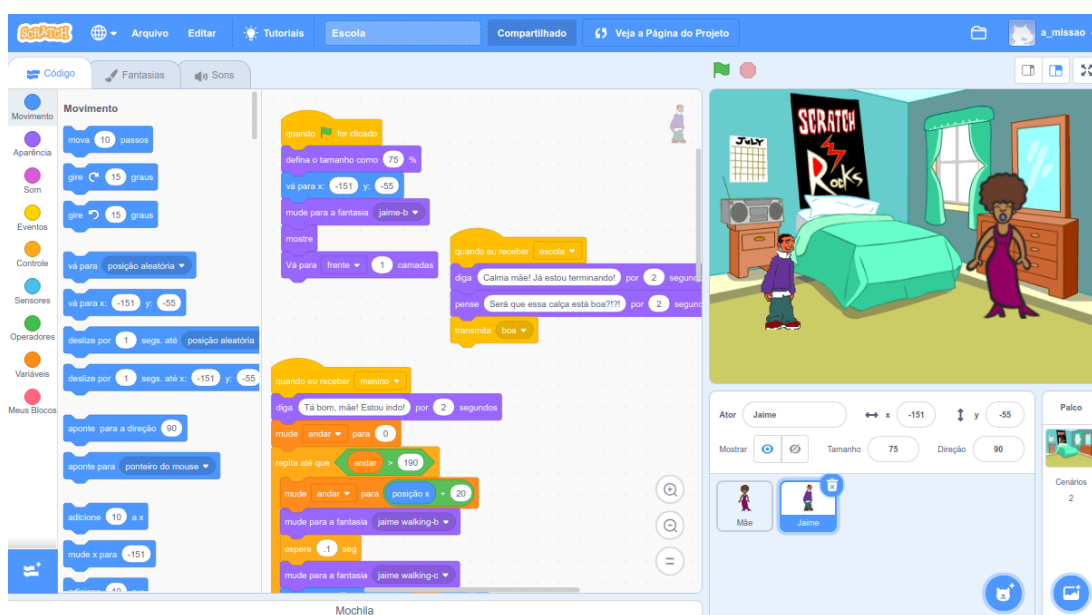 SCRATCH Arquivo Editar Tutoriais Escola Compartilhado Veja a Página do Projeto a_missao
Código Fantasias Sons
Movimento
Aparência
Som
Eventos
Controle
Sensores
Operadores
Variáveis
Meus Blocos
Movimento
mova 10 passos
gire 15 graus
gire 15 graus
vá para posição aleatória
vá para x: -151 y: -55
deslize por 1 segs. até posição aleatória
deslize por 1 segs. até x: -151 y: -55
aponte para a direção 90
aponte para ponteiro do mouse
adicione 10 a x
mude x para -151
adicione 10 a y
quando for clicado
defina o tamanho como 75 %
vá para x: -151 y: -55
mude para a fantasia jaime-b
mostre
Vá para frente 1 camadas
quando eu receber escola
diga Calma mãe! Já estou terminando! por 2 segun
pense Será que essa calça está boa?!?! por 2 segun
transmita boa
quando eu receber menino
diga Tá bom, mãe! Estou indo! por 2 segundos
mude andar para 0
repita até que andar > 190
mude andar para posição x + 20
mude para a fantasia jaime walking-b
espere .1 seg
mude para a fantasia jaime walking-c
SCRATCH
Rocks
JULY
Ator Jaime x -151 y -55
Mostrar Tamanho 75 Direção 90
Mãe
Jaime
Palco
Cenários
2
Mochila